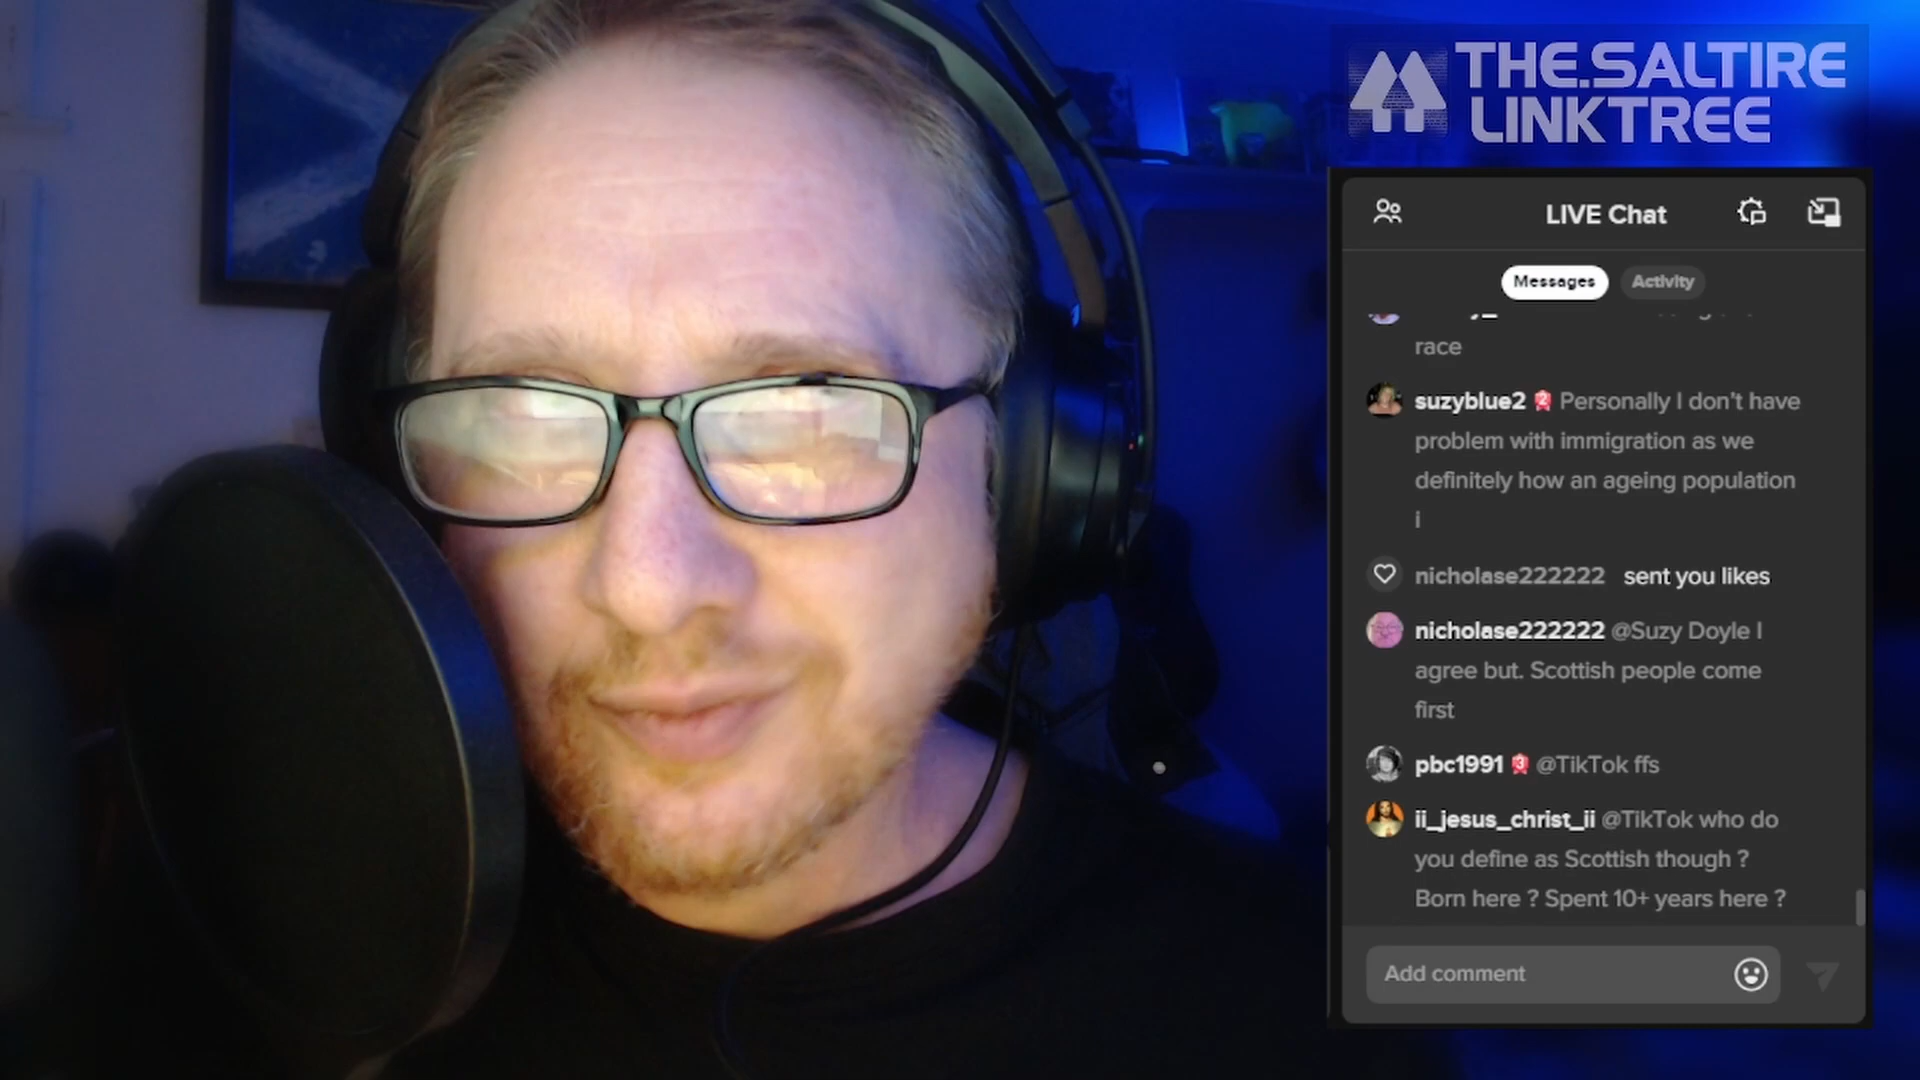 THE.SALTIRE
LINKTREE
LIVE Chat
Messages
Activity
race
suzyblue2 2 Personally I don't have
problem with immigration as we
definitely how an ageing population
i
nicholase222222 sent you likes
nicholase222222 @Suzy Doyle I
agree but. Scottish people come
first
pbc1991 3 @TikTok ffs
ii_jesus_christ_ii @TikTok who do
you define as Scottish though ?
Born here ? Spent 10+ years here ?
Add comment